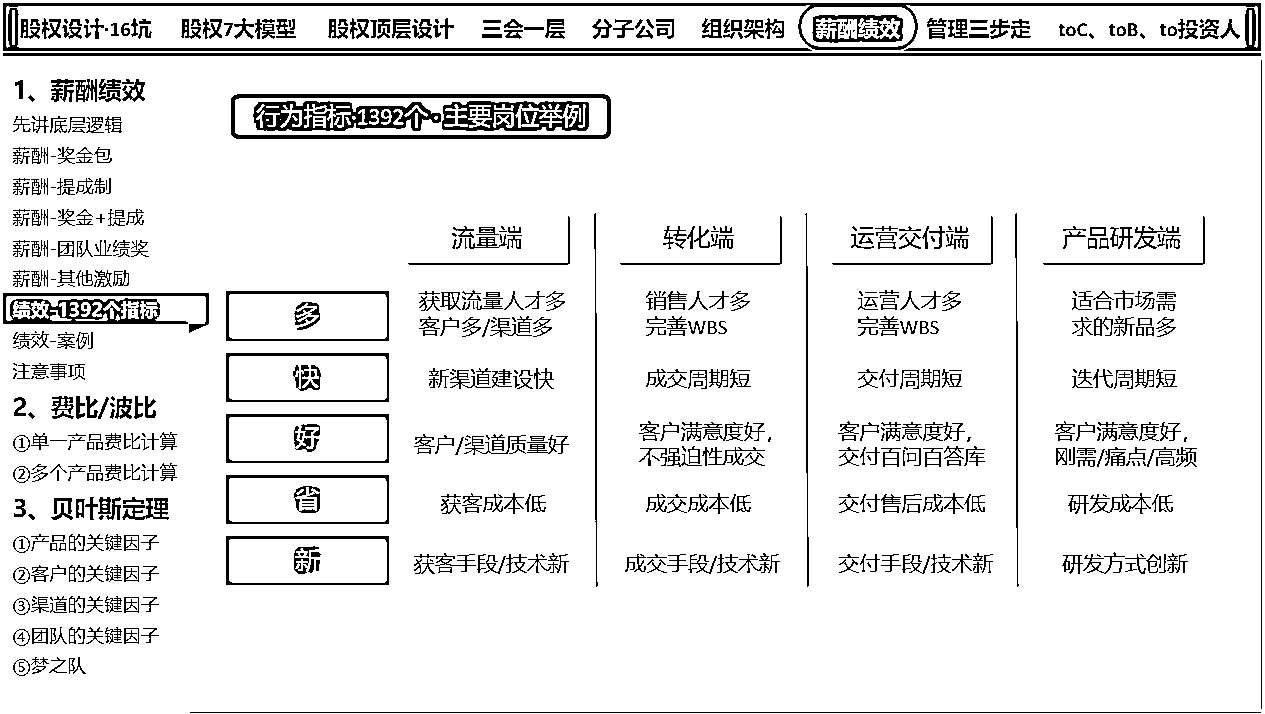 股权设计·16坑 股权7大模型 股权顶层设计 三会一层 分子公司 组织架构 薪酬绩效 管理三步走 toC、toB、to投资人
1、薪酬绩效
先讲底层逻辑
薪酬-奖金包
薪酬-提成制
薪酬-奖金+提成
薪酬-团队业绩奖
薪酬-其他激励
绩效-1392个指标
绩效-案例
注意事项
2、费比/波比
①单一产品费比计算
②多个产品费比计算
3、贝叶斯定理
①产品的关键因子
②客户的关键因子
③渠道的关键因子
④团队的关键因子
⑤梦之队
行为指标·1392个·主要岗位举例
流量端 转化端 运营交付端 产品研发端
多
获取流量人才多
客户多/渠道多
销售人才多
完善WBS
运营人才多
完善WBS
适合市场需
求的新品多
快
新渠道建设快
成交周期短
交付周期短
迭代周期短
好
客户/渠道质量好
客户满意度好，
不强迫性成交
客户满意度好，
交付百问百答库
客户满意度好，
刚需/痛点/高频
省
获客成本低
成交成本低
交付售后成本低
研发成本低
新
获客手段/技术新
成交手段/技术新
交付手段/技术新
研发方式创新